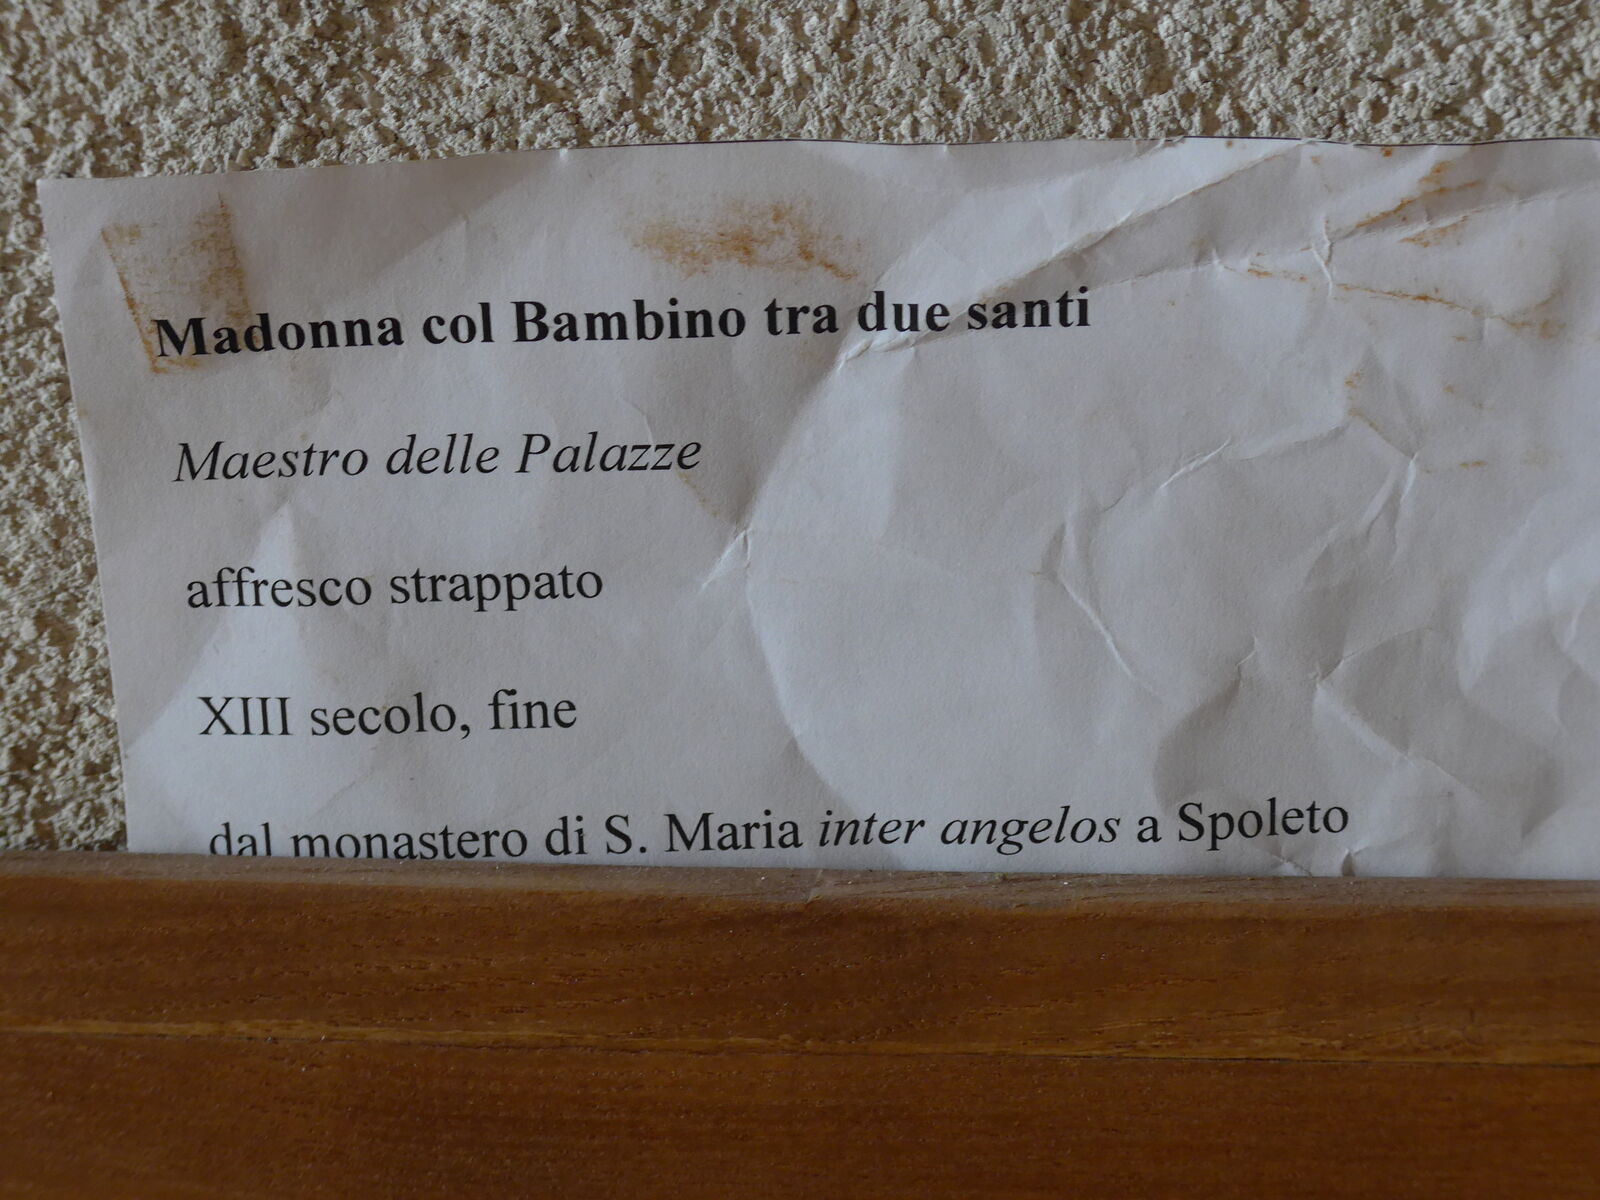 Madonna col Bambino tra due santi
Maestro delle Palazze
affresco strappato
XIII secolo, fine
dal monastero di S. Maria inter angelos a Spoleto